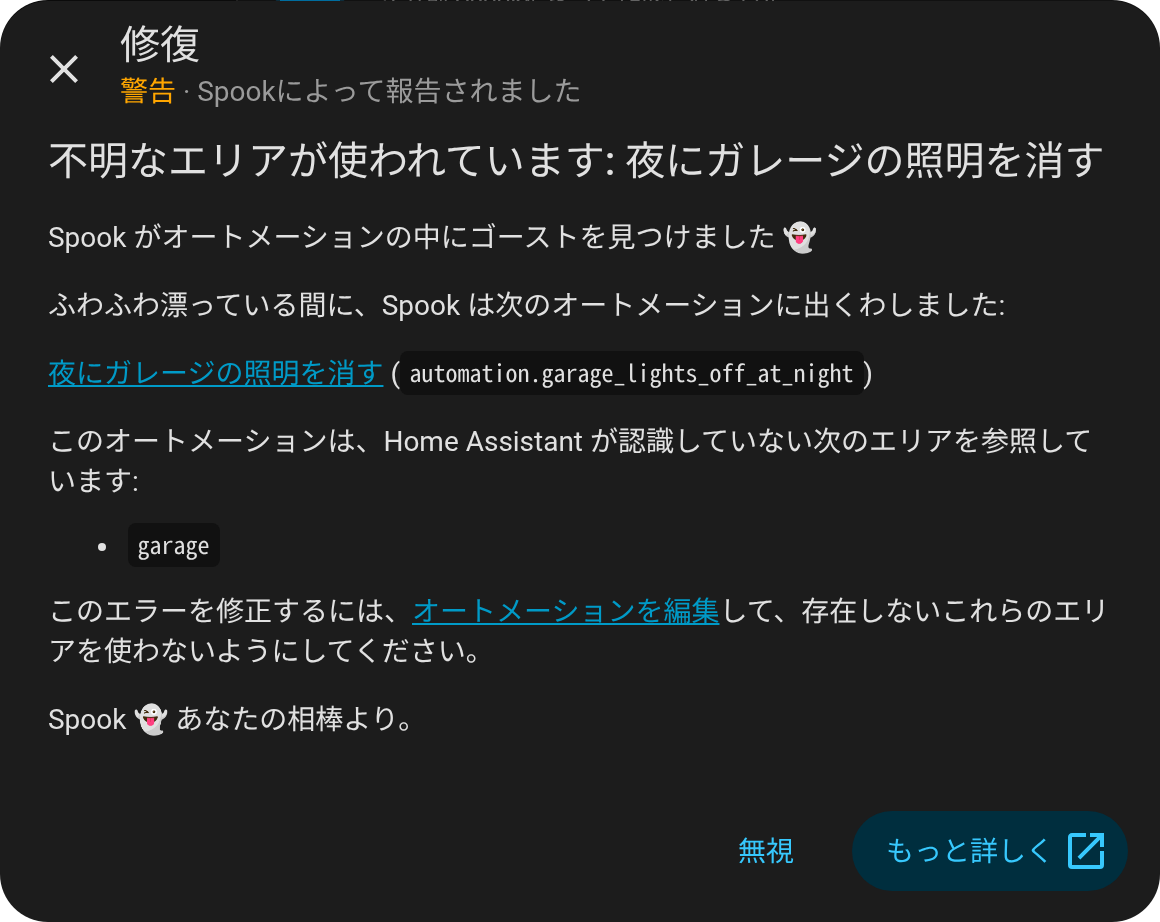 修復
警告 · Spookによって報告されました
不明なエリアが使われています: 夜にガレージの照明を消す
Spook がオートメーションの中にゴーストを見つけました 👻
ふわふわ漂っている間に、Spook は次のオートメーションに出くわしました:
夜にガレージの照明を消す (automation.garage_lights_off_at_night)
このオートメーションは、Home Assistant が認識していない次のエリアを参照して
います:
• garage
このエラーを修正するには、オートメーションを編集して、存在しないこれらのエリ
アを使わないようにしてください。
Spook 👻 あなたの相棒より。
無視
もっと詳しく